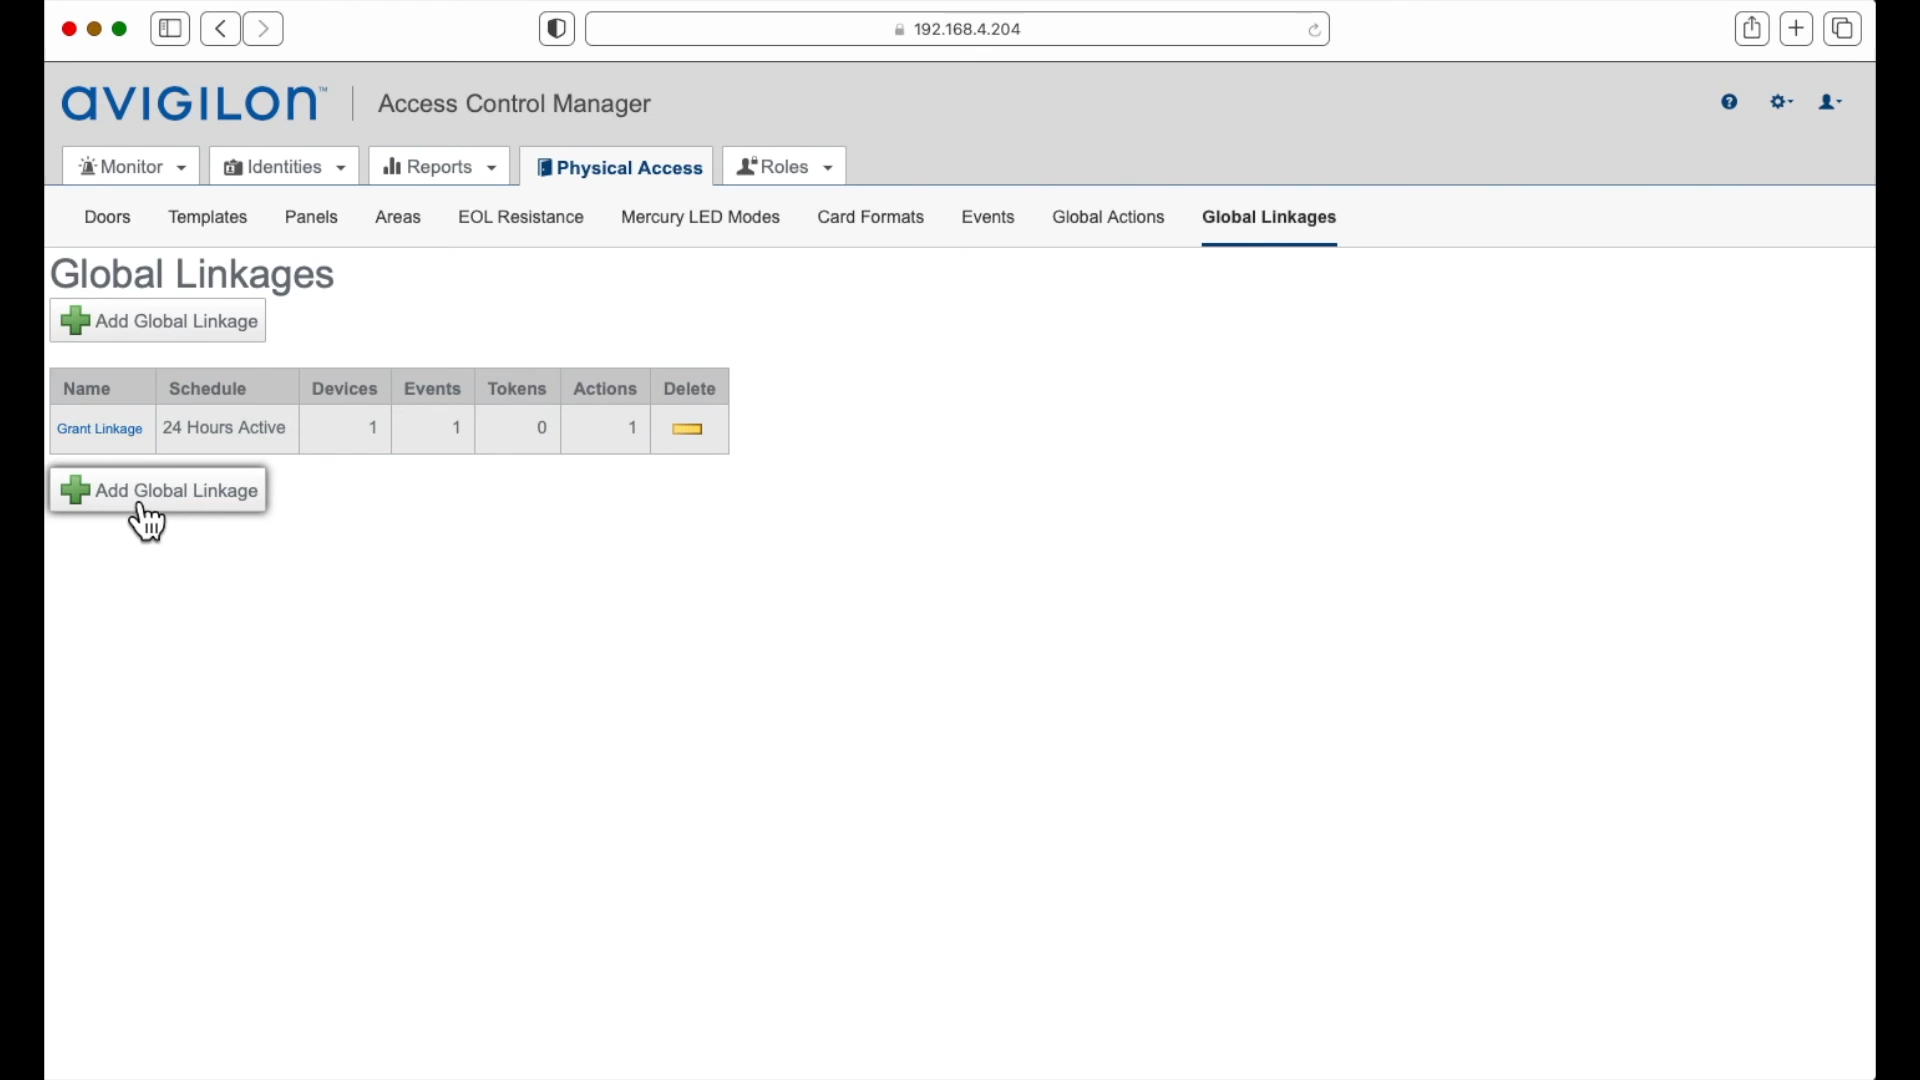 192.168.4.204
avigilon™ Access Control Manager
Monitor Identities Reports Physical Access Roles
Doors Templates Panels Areas EOL Resistance Mercury LED Modes Card Formats Events Global Actions Global Linkages
Global Linkages
Add Global Linkage
Name Schedule Devices Events Tokens Actions Delete
Grant Linkage 24 Hours Active 1 1 0 1
Add Global Linkage